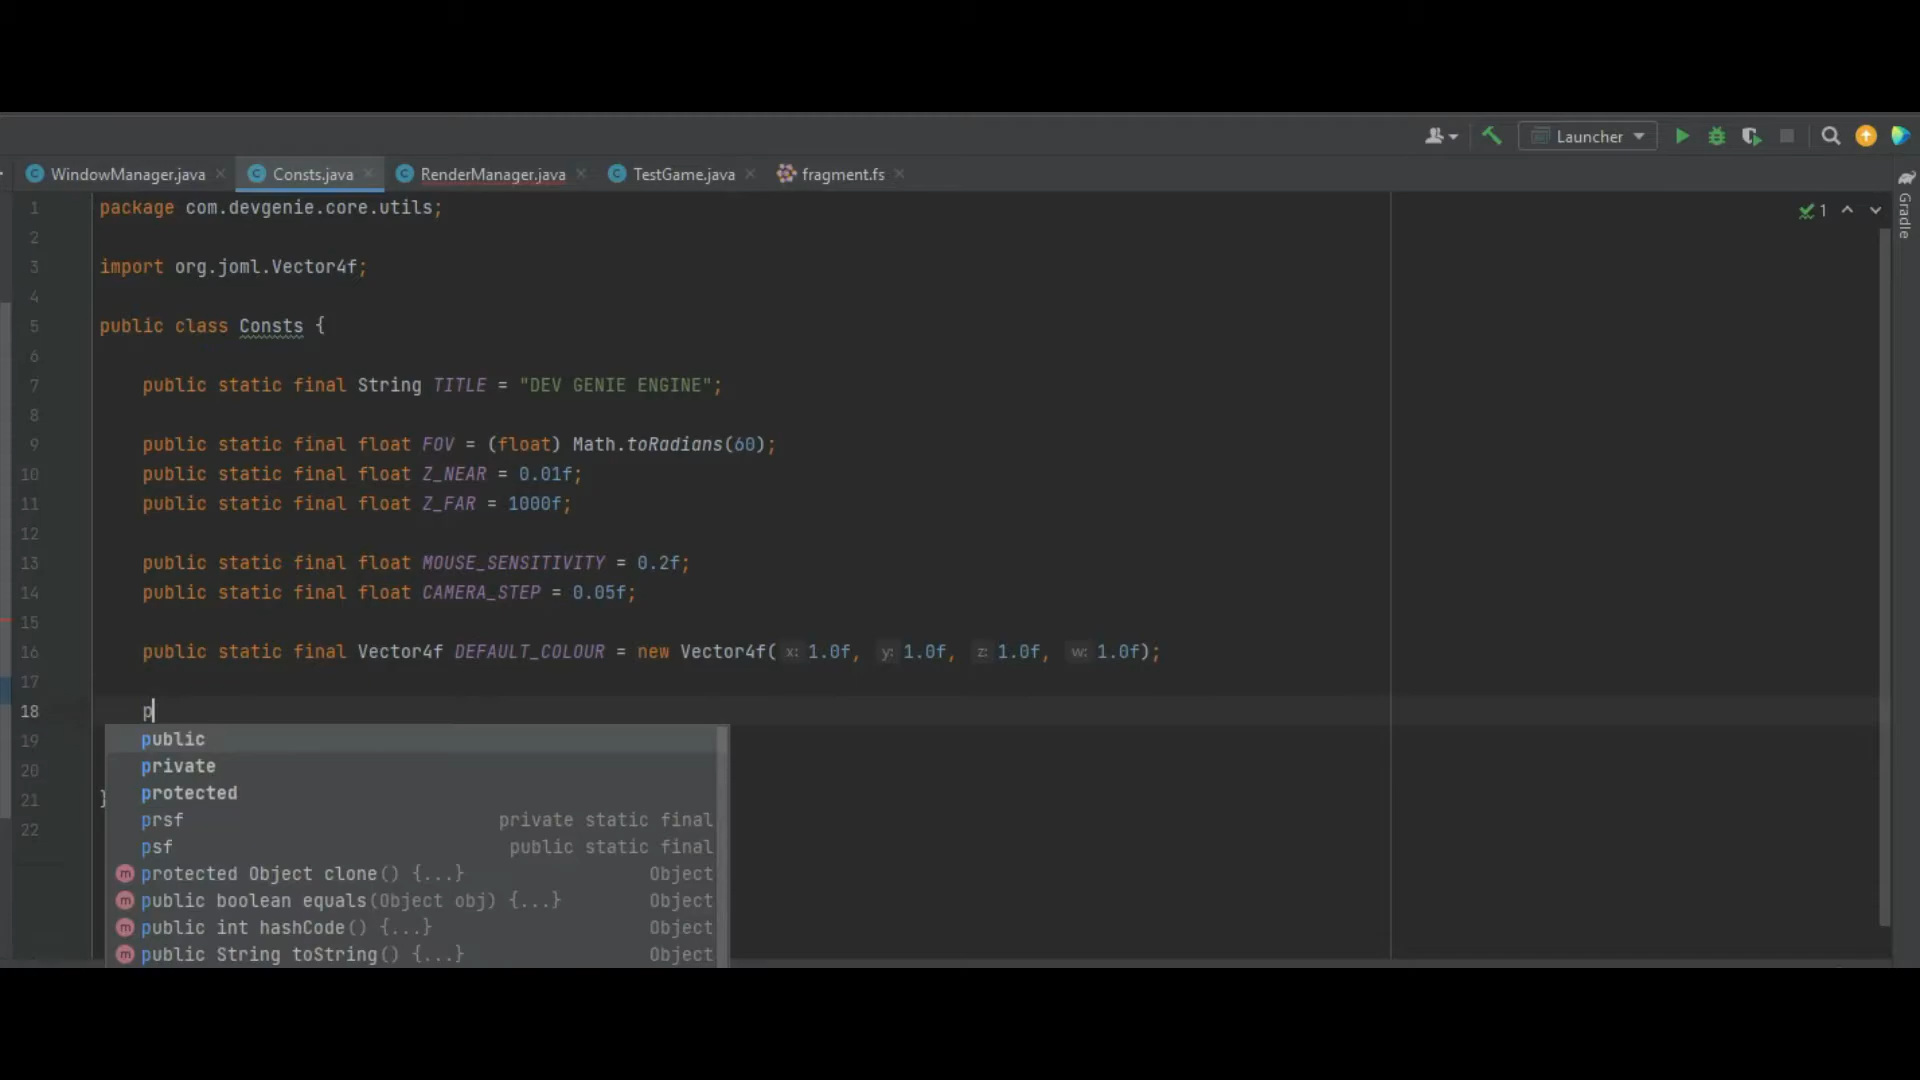 Launcher
WindowManager.java Consts.java RenderManager.java TestGame.java fragment.fs
Gradle
1 package com.devgenie.core.utils;
1
2
3 import org.joml.Vector4f;
4
5 public class Consts {
6
7 public static final String TITLE = "DEV GENIE ENGINE";
8
9 public static final float FOV = (float) Math.toRadians(60);
10 public static final float Z_NEAR = 0.01f;
11 public static final float Z_FAR = 1000f;
12
13 public static final float MOUSE_SENSITIVITY = 0.2f;
14 public static final float CAMERA_STEP = 0.05f;
15
16 public static final Vector4f DEFAULT_COLOUR = new Vector4f( x: 1.0f, y: 1.0f, z: 1.0f, w: 1.0f);
17
18 p
19 public
private
20
protected
21 }
prsf private static final
22
psf public static final
m protected Object clone() {...} Object
m public boolean equals(Object obj) {...} Object
m public int hashCode() {...} Object
m public String toString() {...} Object